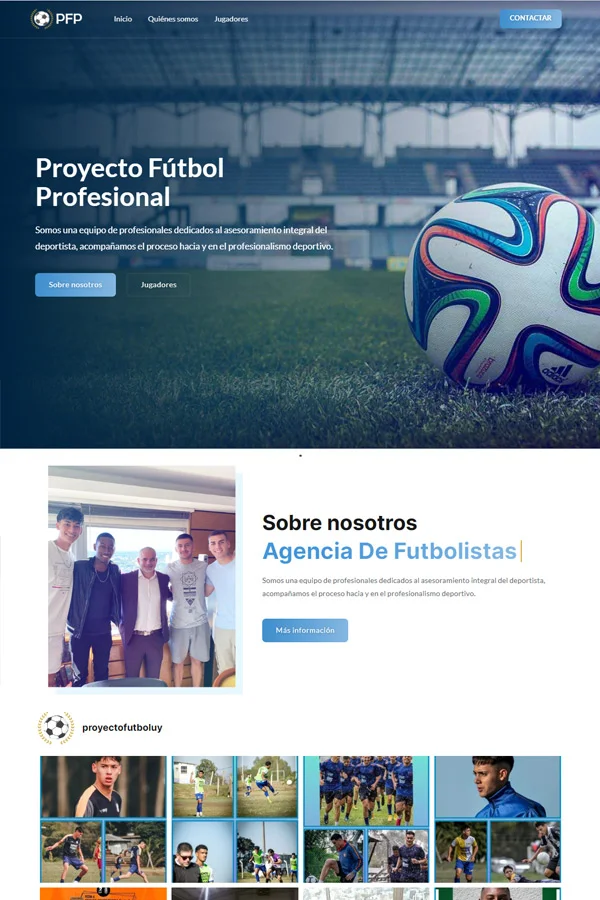 PFP
Inicio
Quiénes somos
Jugadores
CONTACTAR
Proyecto Fútbol
Profesional
Somos una equipo de profesionales dedicados al asesoramiento integral del
deportista, acompañamos el proceso hacia y en el profesionalismo deportivo.
Sobre nosotros
Jugadores
adidas
Sobre nosotros
Agencia De Futbolistas
Somos una equipo de profesionales dedicados al asesoramiento integral del deportista,
acompañamos el proceso hacia y en el profesionalismo deportivo.
Más información
proyectofutboluy